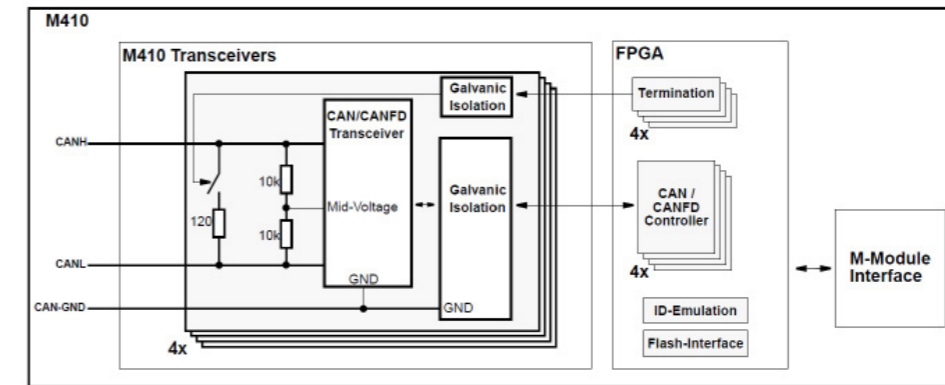 M410
M410 Transceivers
FPGA
Galvanic
Isolation
Termination
4x
CAN/CANFD
Transceiver
CANH
10k
Galvanic
Isolation
CAN /
CANFD
Controller
Mid-Voltage
120
10k
M-Module
Interface
CANL
4x
GND
CAN-GND
GND
ID-Emulation
Flash-Interface
4x